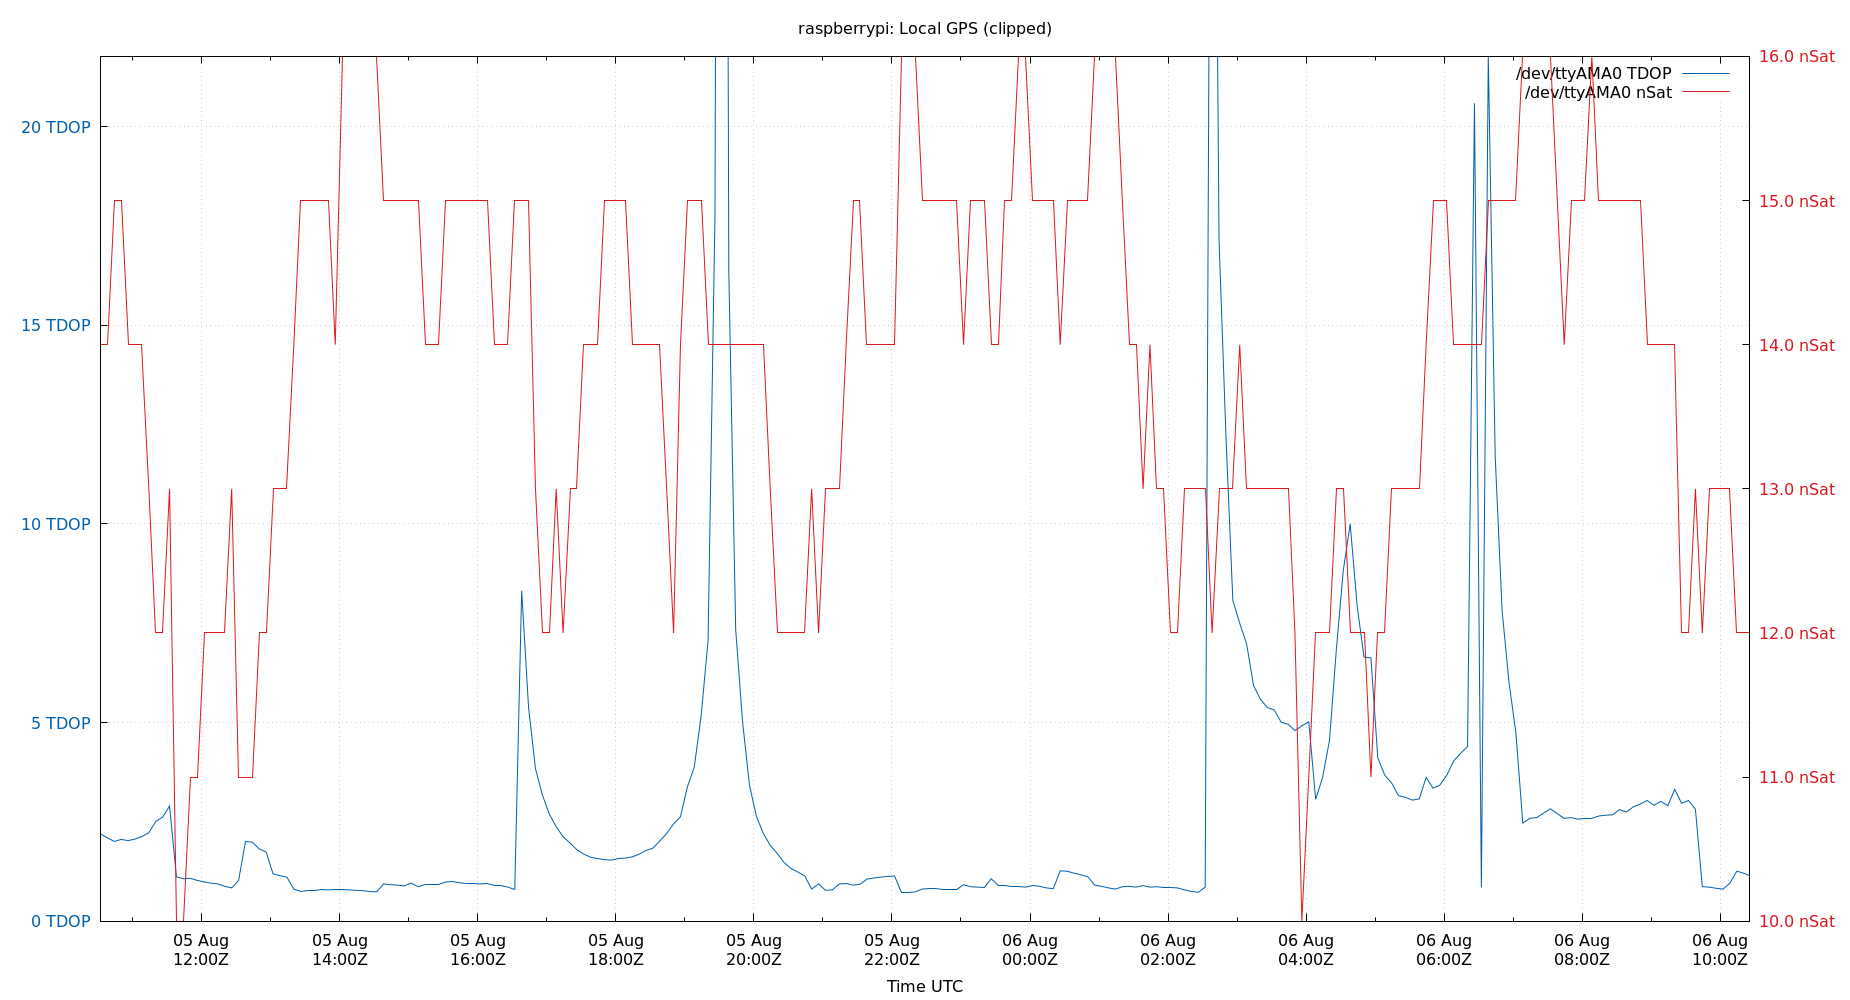 raspberrypi: Local GPS (clipped)
16.0 nSat
/dev/ttyAMA0 TDOP
/dev/ttyAMA0 nSat
20 TDOP
15.0 nSat
15 TDOP
14.0 nSat
10 TDOP
13.0 nSat
12.0 nSat
5 TDOP
11.0 nSat
0 TDOP
10.0 nSat
05 Aug 05 Aug 05 Aug 05 Aug 05 Aug 05 Aug 06 Aug 06 Aug 06 Aug 06 Aug 06 Aug 06 Aug
12:00Z 14:00Z 16:00Z 18:00Z 20:00Z 22:00Z 00:00Z 02:00Z 04:00Z 06:00Z 08:00Z 10:00Z
Time UTC